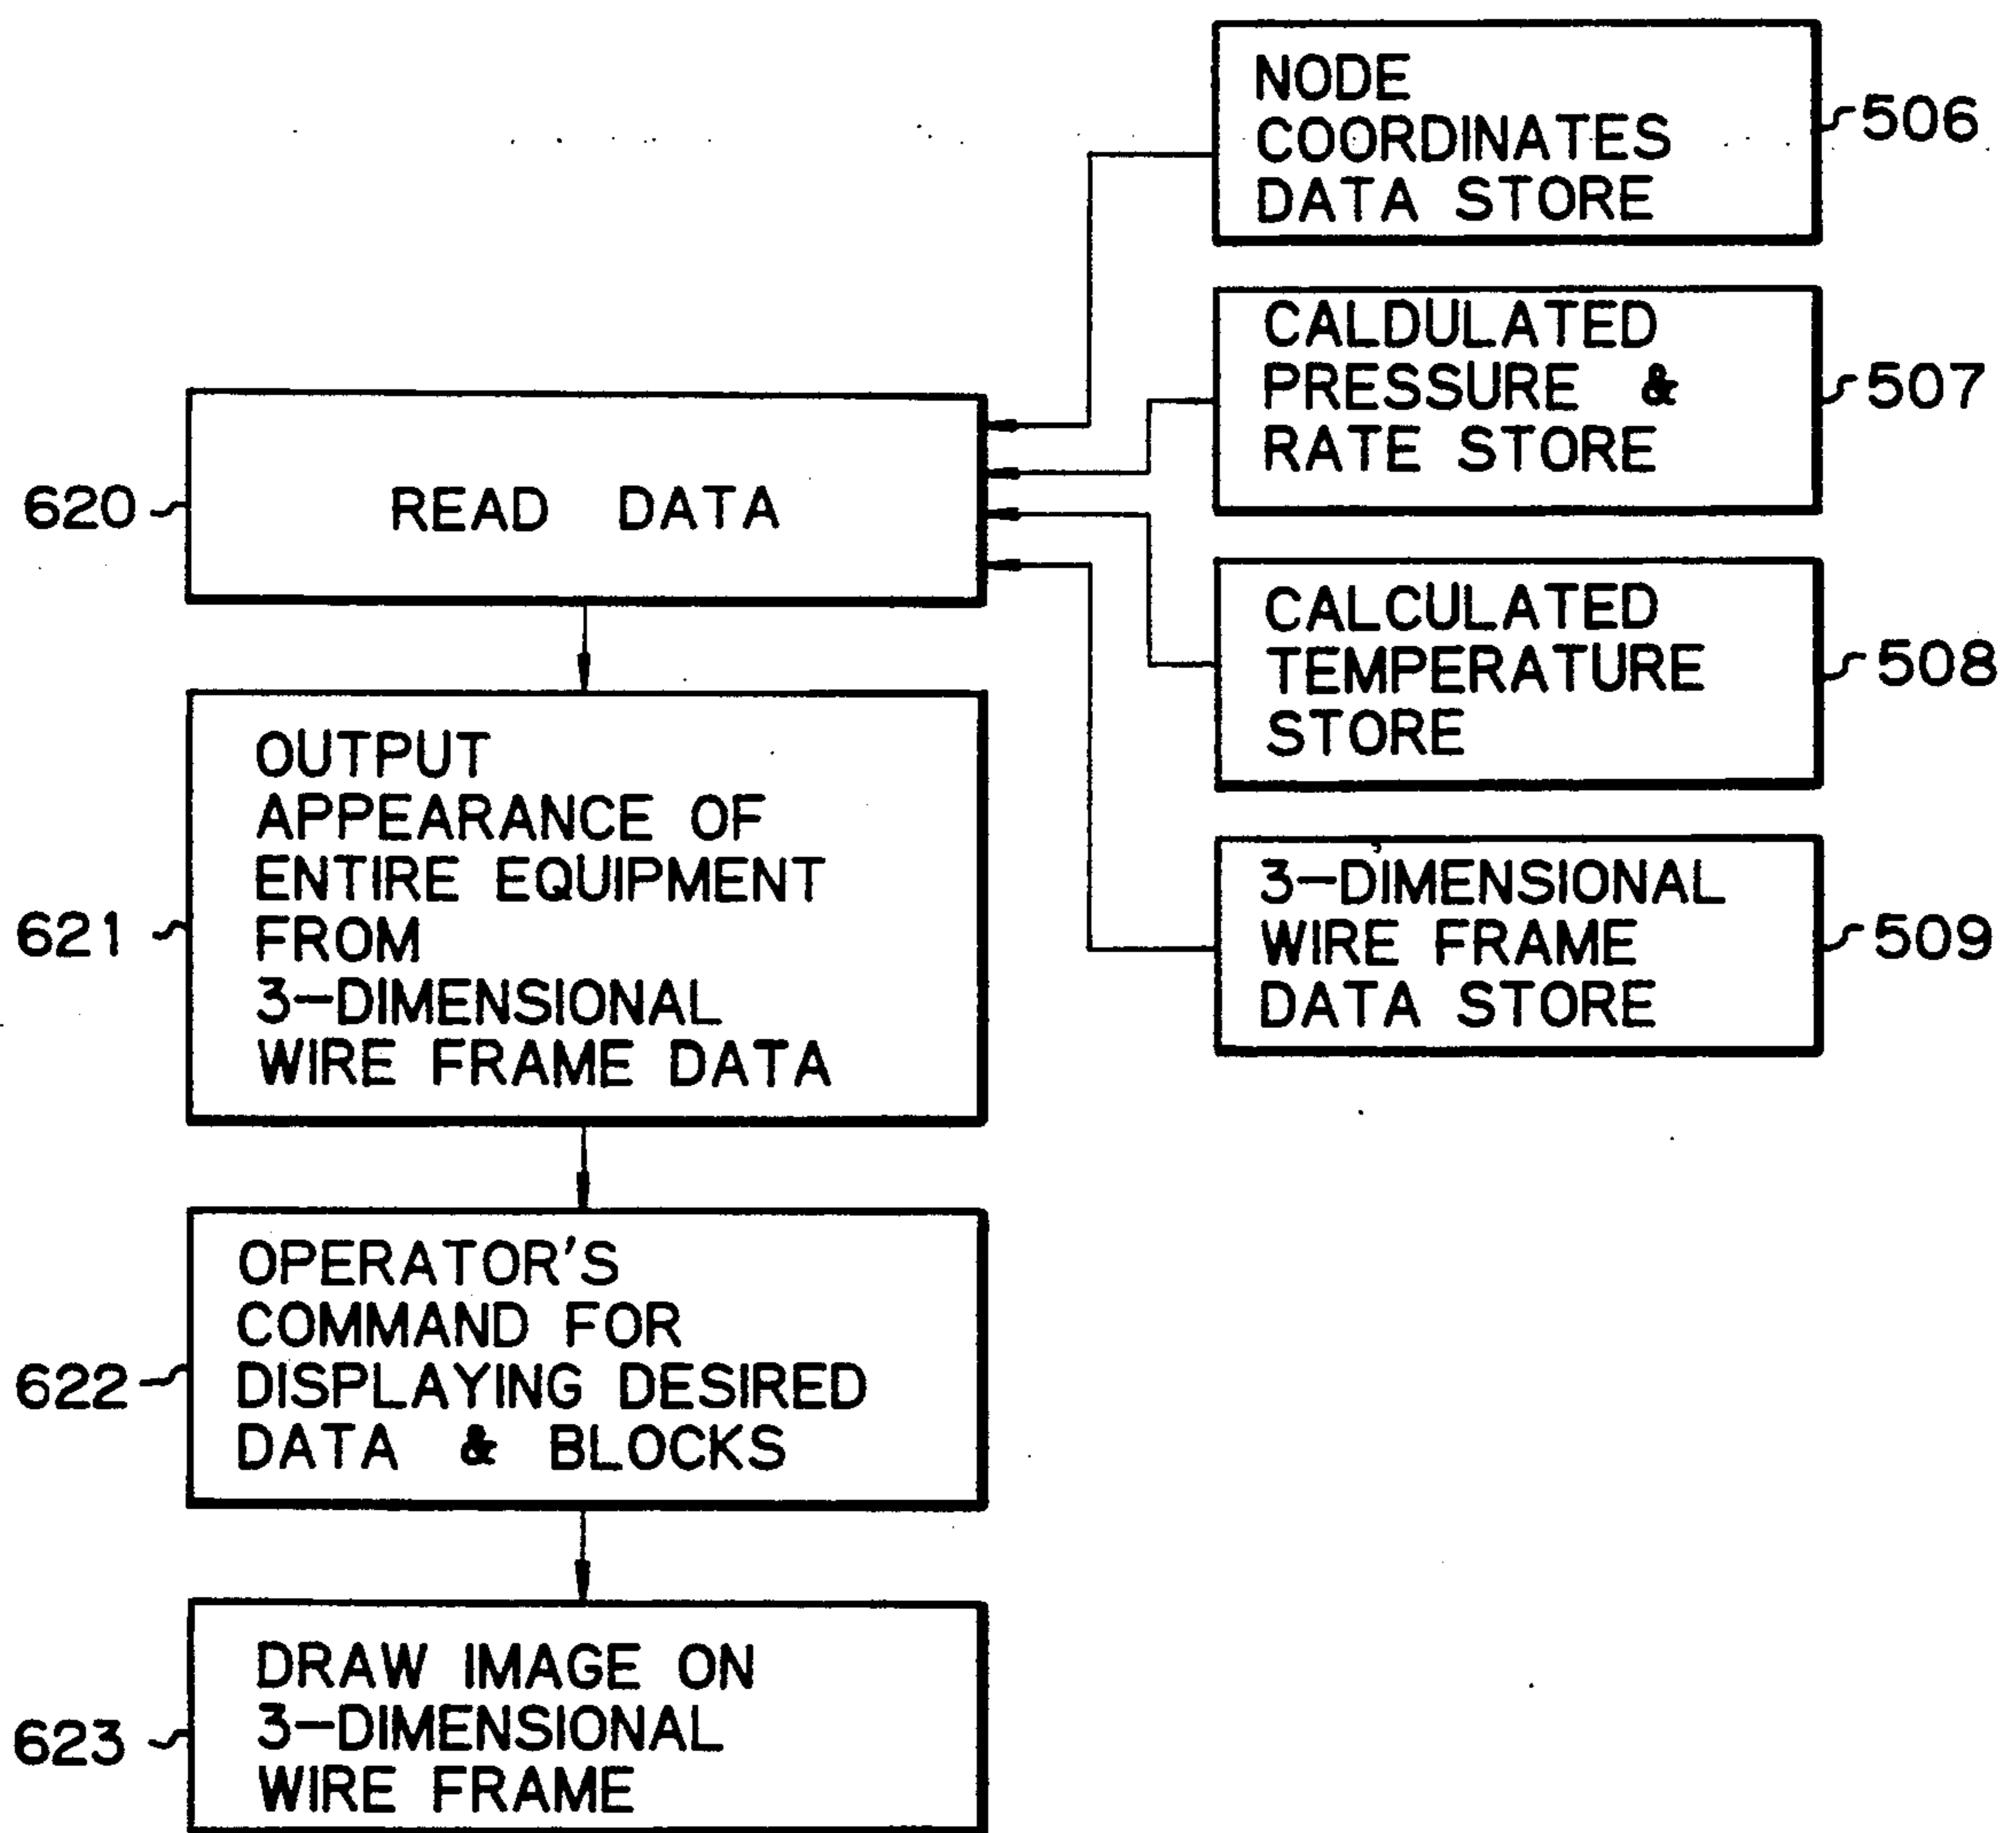 NODE
COORDINATES
DATA STORE
506
CALDULATED
PRESSURE &
RATE STORE
507
READ DATA
620
CALCULATED
TEMPERATURE
STORE
508
OUTPUT
APPEARANCE OF
ENTIRE EQUIPMENT
FROM
3-DIMENSIONAL
WIRE FRAME DATA
621
3-DIMENSIONAL
WIRE FRAME
DATA STORE
509
OPERATOR'S
COMMAND FOR
DISPLAYING DESIRED
DATA & BLOCKS
622
DRAW IMAGE ON
3-DIMENSIONAL
WIRE FRAME
623